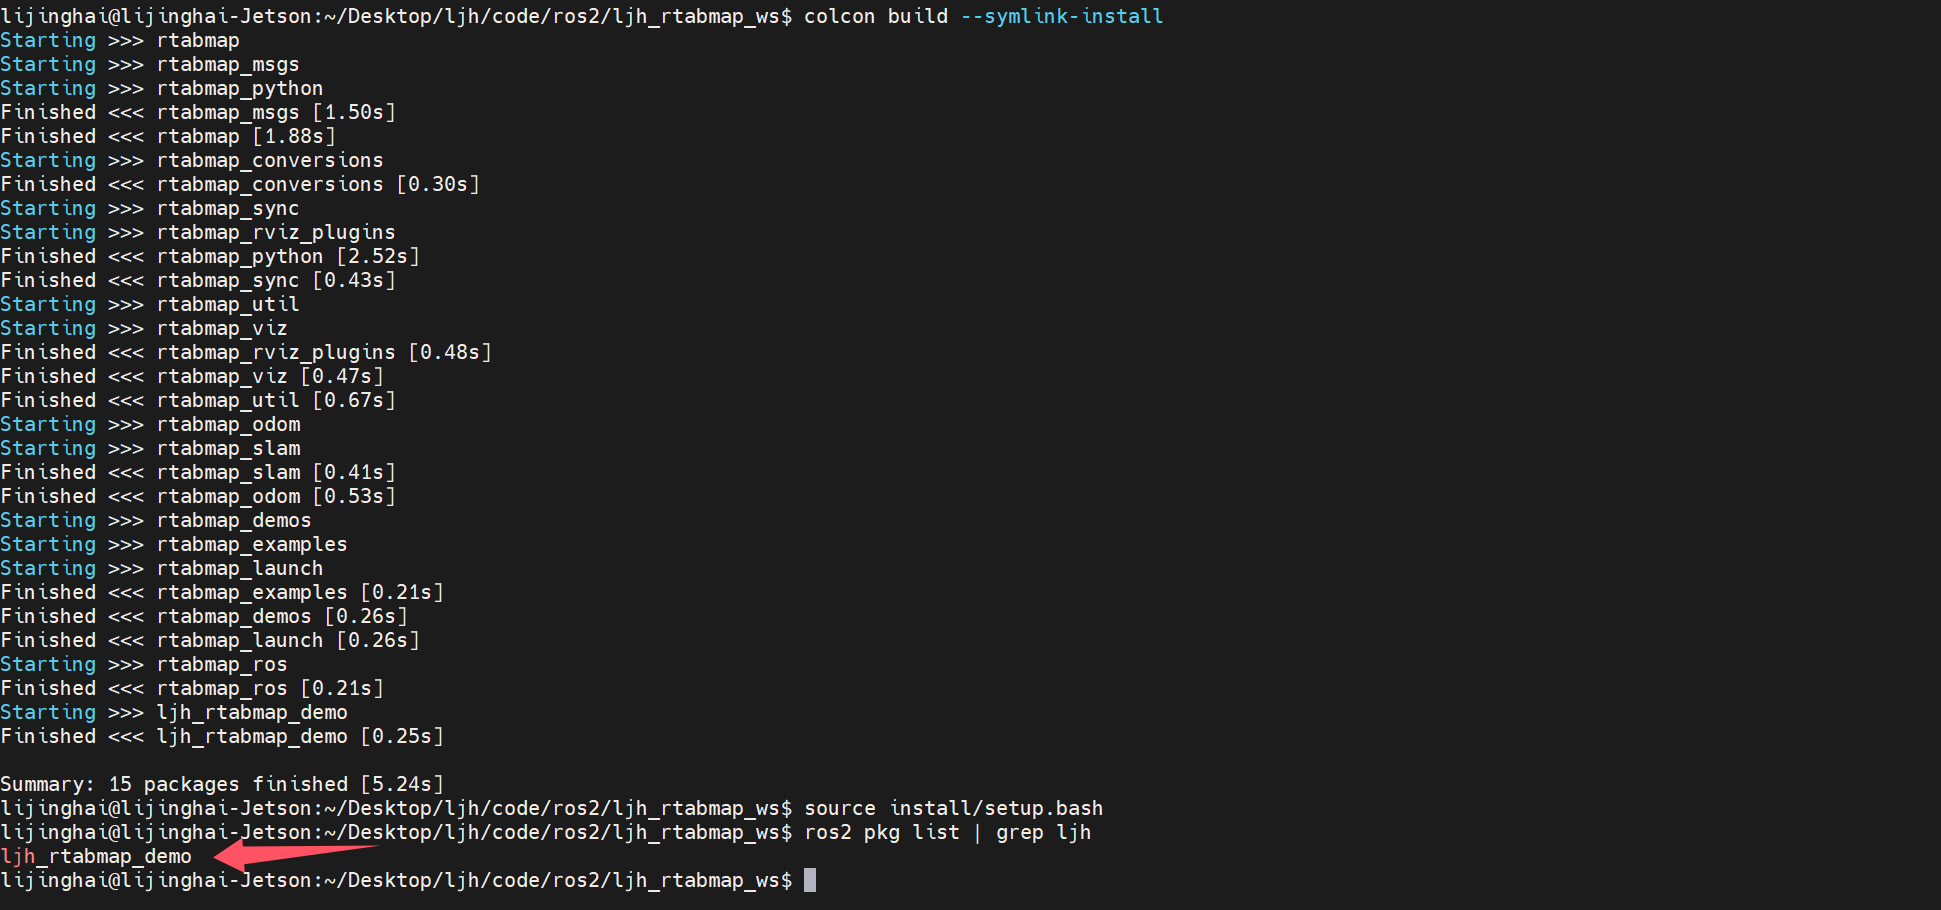 lijinghai@lijinghai-Jetson:~/Desktop/ljh/code/ros2/ljh_rtabmap_ws$ colcon build --symlink-install
Starting >>> rtabmap
Starting >>> rtabmap_msgs
Starting >>> rtabmap_python
Finished <<< rtabmap_msgs [1.50s]
Finished <<< rtabmap [1.88s]
Starting >>> rtabmap_conversions
Finished <<< rtabmap_conversions [0.30s]
Starting >>> rtabmap_sync
Starting >>> rtabmap_rviz_plugins
Finished <<< rtabmap_python [2.52s]
Finished <<< rtabmap_sync [0.43s]
Starting >>> rtabmap_util
Starting >>> rtabmap_viz
Finished <<< rtabmap_rviz_plugins [0.48s]
Finished <<< rtabmap_viz [0.47s]
Finished <<< rtabmap_util [0.67s]
Starting >>> rtabmap_odom
Starting >>> rtabmap_slam
Finished <<< rtabmap_slam [0.41s]
Finished <<< rtabmap_odom [0.53s]
Starting >>> rtabmap_demos
Starting >>> rtabmap_examples
Starting >>> rtabmap_launch
Finished <<< rtabmap_examples [0.21s]
Finished <<< rtabmap_demos [0.26s]
Finished <<< rtabmap_launch [0.26s]
Starting >>> rtabmap_ros
Finished <<< rtabmap_ros [0.21s]
Starting >>> ljh_rtabmap_demo
Finished <<< ljh_rtabmap_demo [0.25s]
Summary: 15 packages finished [5.24s]
lijinghai@lijinghai-Jetson:~/Desktop/ljh/code/ros2/ljh_rtabmap_ws$ source install/setup.bash
lijinghai@lijinghai-Jetson:~/Desktop/ljh/code/ros2/ljh_rtabmap_ws$ ros2 pkg list | grep ljh
ljh_rtabmap_demo
lijinghai@lijinghai-Jetson:~/Desktop/ljh/code/ros2/ljh_rtabmap_ws$